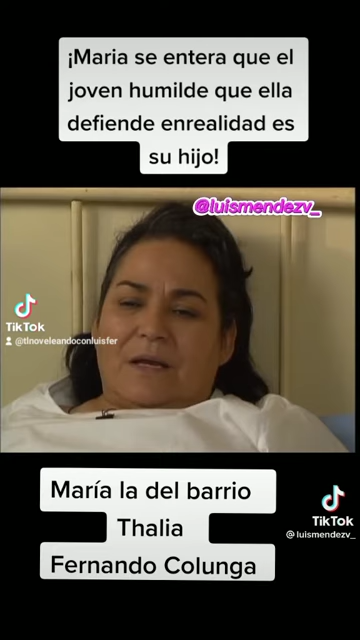 ¡Maria se entera que el
joven humilde que ella
defiende enrealidad es
su hijo!
@luismendezv_
TikTok
@tlnoveleandoconluisfer
María la del barrio
Thalia
Fernando Colunga
TikTok
@luismendezv_